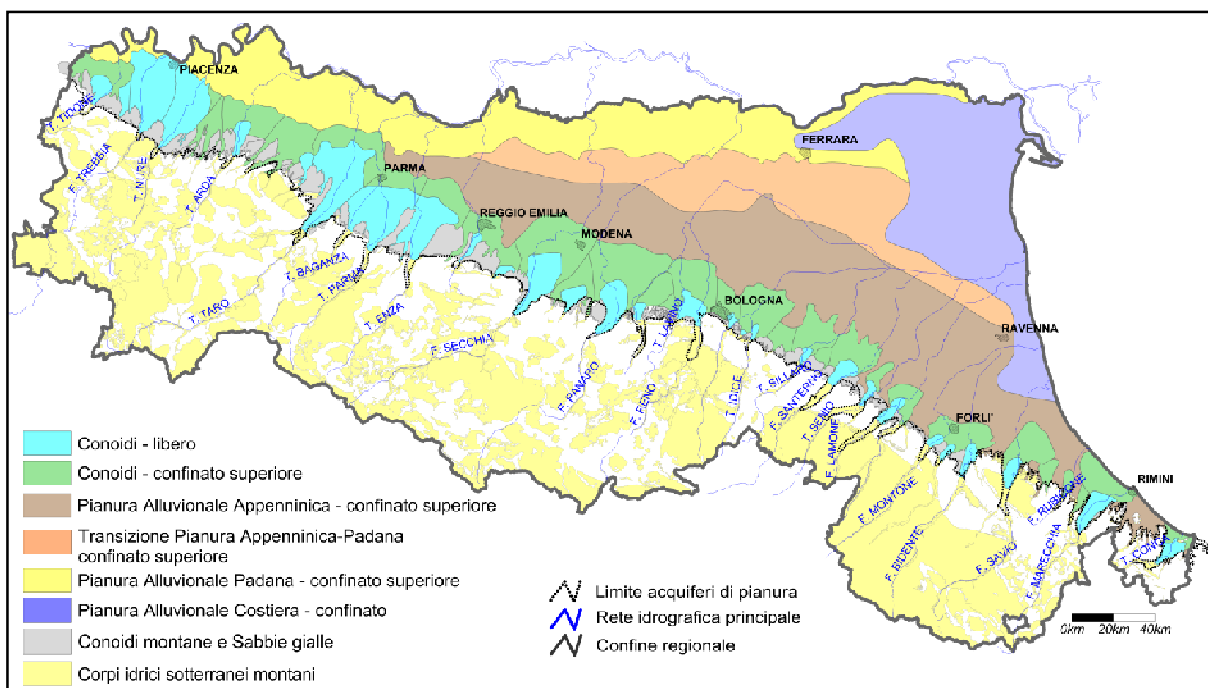 PIACENZA
T. TIDONE
F. TREBBIA
T. NURE
T. ARDA
FERRARA
PARMA
REGGIO EMILIA
MODENA
T. BAGANZA
T. PARMA
T. TARO
T. ENZA
F. SECCHIA
BOLOGNA
RAVENNA
F. PANARO
F. RENO
T. IDICE
T. SILLARO
F. SANTERNO
T. SENIO
F. LAMONE
FORLI'
F. MONTONE
F. BIDENTE
F. SAVIO
F. RUBICONE
F. MARECCHIA
RIMINI
T. CONCA
Conoidi - libero
Conoidi - confinato superiore
Pianura Alluvionale Appenninica - confinato superiore
Transizione Pianura Appenninica-Padana
confinato superiore
Pianura Alluvionale Padana - confinato superiore
Pianura Alluvionale Costiera - confinato
Conoidi montane e Sabbie gialle
Corpi idrici sotterranei montani
Limite acquiferi di pianura
Rete idrografica principale
Confine regionale
0km 20km 40km